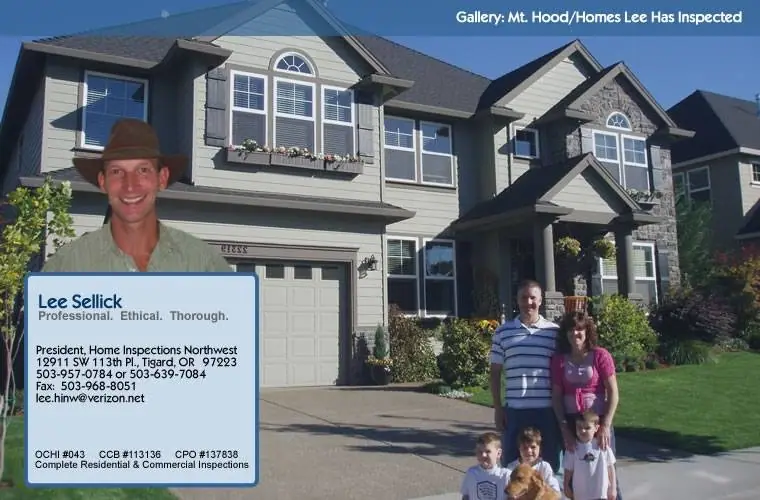 Gallery: Mt. Hood/Homes Lee Has Inspected
22519
Lee Sellick
Professional. Ethical. Thorough.
President, Home Inspections Northwest
12911 SW 113th Pl., Tigard, OR 97223
503-957-0784 or 503-639-7084
Fax: 503-968-8051
lee.hinw@verizon.net
OCHI #043 CCB #113136 CPO #137838
Complete Residential & Commercial Inspections